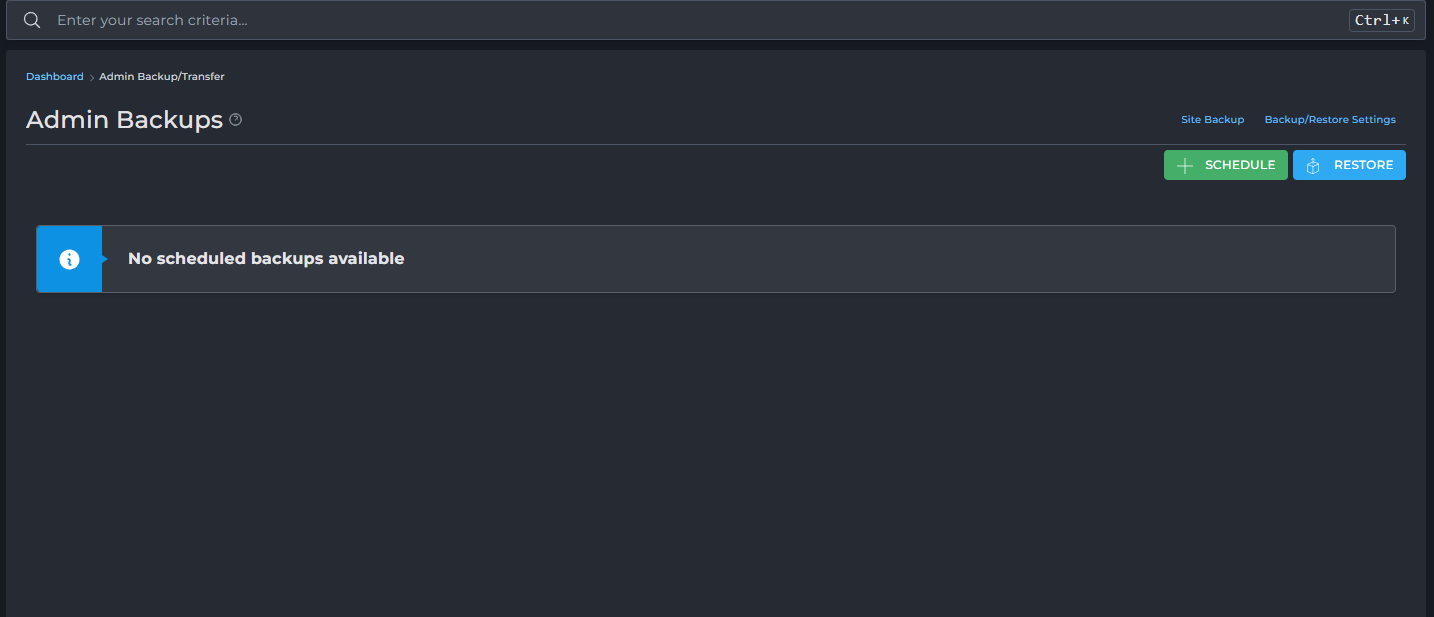 Enter your search criteria...
Ctrl+K
Dashboard > Admin Backup/Transfer
Admin Backups ?
Site Backup Backup/Restore Settings
SCHEDULE RESTORE
No scheduled backups available